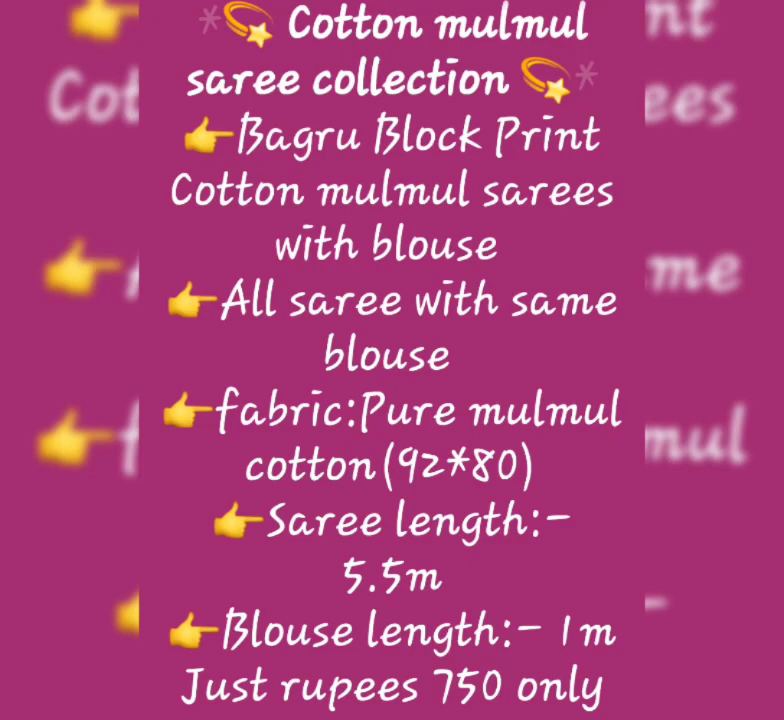 *💫 Cotton mulmul
saree collection 💫*
👉Bagru Block Print
Cotton mulmul sarees
with blouse
👉All saree with same
blouse
👉fabric:Pure mulmul
cotton(92*80)
👉Saree length:-
5.5m
👉Blouse length:- 1m
Just rupees 750 only